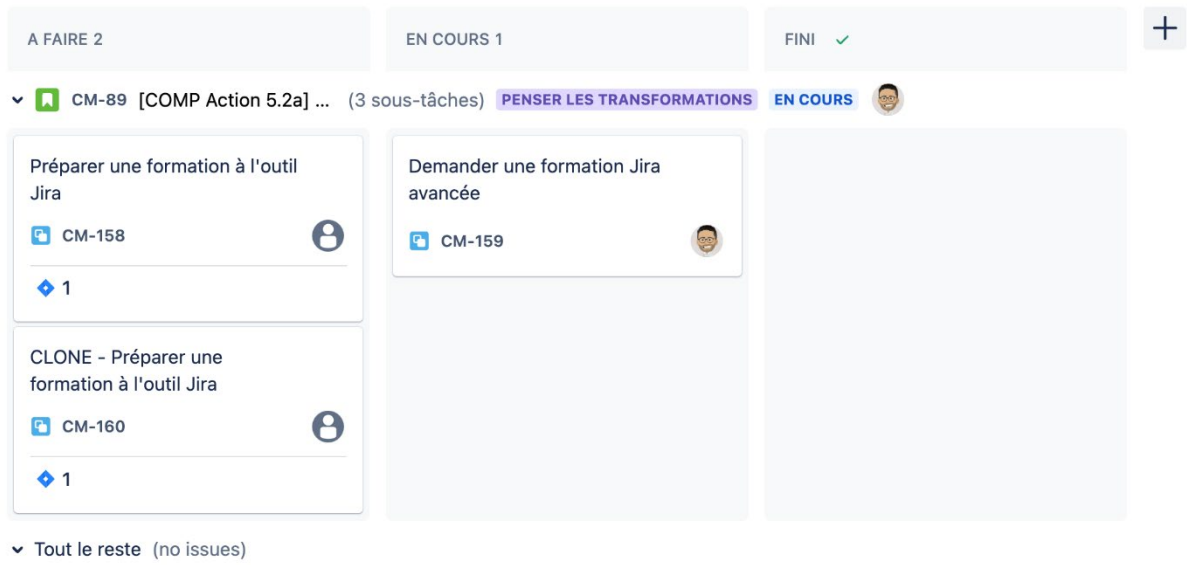 A FAIRE 2
EN COURS 1
FINI
CM-89 [COMP Action 5.2a] ... (3 sous-tâches) PENSER LES TRANSFORMATIONS EN COURS
Préparer une formation à l'outil
Jira
CM-158
1
CLONE - Préparer une
formation à l'outil Jira
CM-160
1
Demander une formation Jira
avancée
CM-159
Tout le reste (no issues)